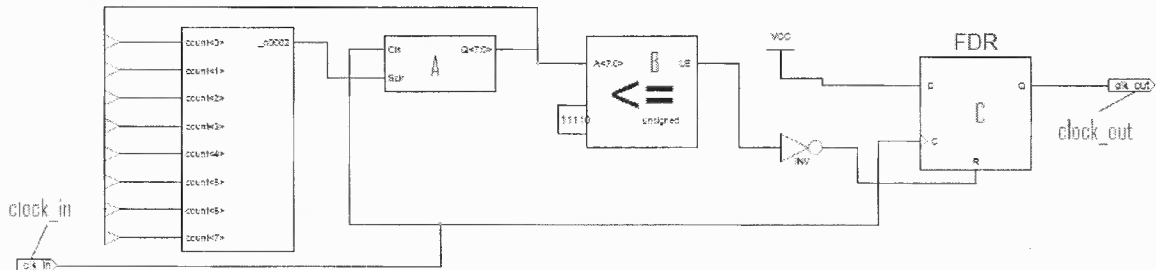 count<0>
count<1>
count<2>
count<3>
count<4>
count<5>
count<6>
count<7>
_n0002
Clk
Sclr
Q<7:0>
A
A<7:0>
B
LE
<=
unsigned
11110
VCC
INV
FDR
D
Q
C
C
R
clk_out
clock_out
clock_in
clk_in